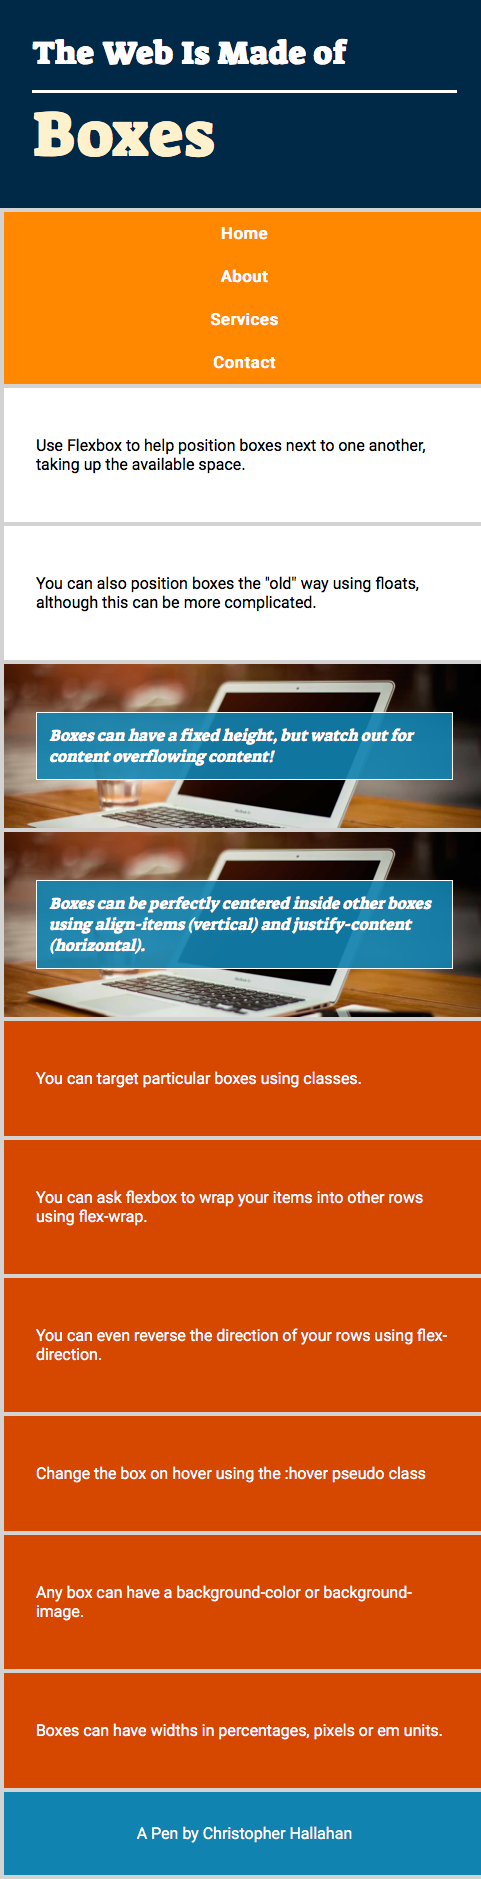 The Web Is Made of
Boxes
Home
About
Services
Contact
Use Flexbox to help position boxes next to one another,
taking up the available space.
You can also position boxes the "old" way using floats,
although this can be more complicated.
Boxes can have a fixed height, but watch out for
content overflowing content!
Boxes can be perfectly centered inside other boxes
using align-items (vertical) and justify-content
(horizontal).
You can target particular boxes using classes.
You can ask flexbox to wrap your items into other rows
using flex-wrap.
You can even reverse the direction of your rows using flex-
direction.
Change the box on hover using the :hover pseudo class
Any box can have a background-color or background-
image.
Boxes can have widths in percentages, pixels or em units.
A Pen by Christopher Hallahan